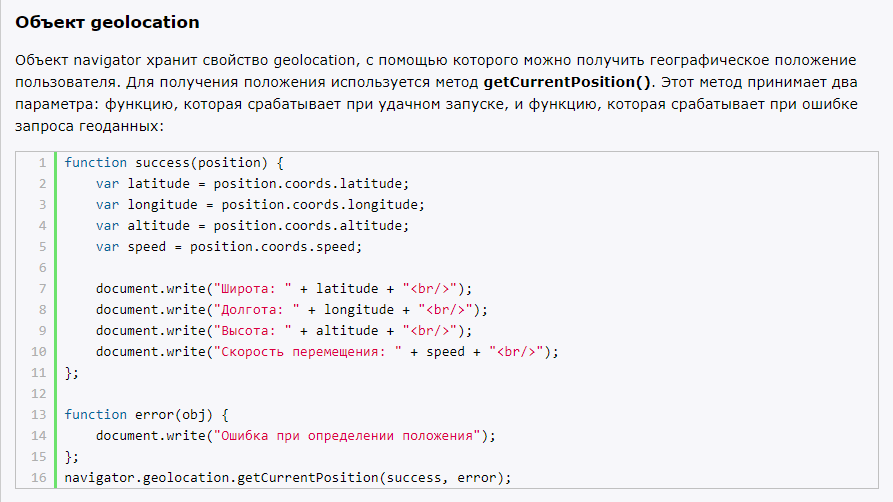 Объект geolocation
Объект navigator хранит свойство geolocation, с помощью которого можно получить географическое положение
пользователя. Для получения положения используется метод getCurrentPosition(). Этот метод принимает два
параметра: функцию, которая срабатывает при удачном запуске, и функцию, которая срабатывает при ошибке
запроса геоданных:
1 function success(position) {
2     var latitude = position.coords.latitude;
3     var longitude = position.coords.longitude;
4     var altitude = position.coords.altitude;
5     var speed = position.coords.speed;
6
7     document.write("Широта: " + latitude + "<br/>");
8     document.write("Долгота: " + longitude + "<br/>");
9     document.write("Высота: " + altitude + "<br/>");
10     document.write("Скорость перемещения: " + speed + "<br/>");
11 };
12
13 function error(obj) {
14     document.write("Ошибка при определении положения");
15 };
16 navigator.geolocation.getCurrentPosition(success, error);